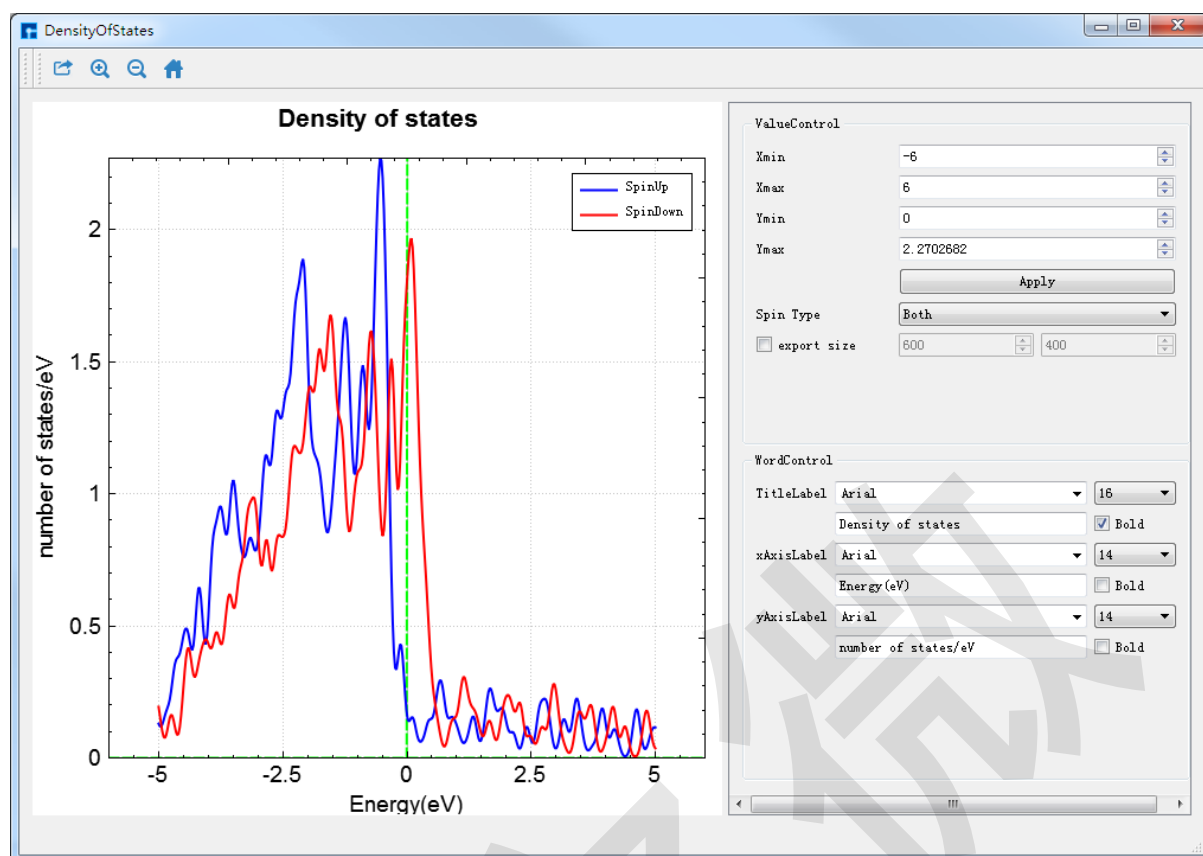 DensityOfStates
Density of states
SpinUp
SpinDown
number of states/eV
2
1.5
1
0.5
0
-5 -2.5 0 2.5 5
Energy(eV)
ValueControl
Xmin -6
Xmax 6
Ymin 0
Ymax 2.2702682
Apply
Spin Type Both
export size 600 400
WordControl
TitleLabel Arial 16
Density of states Bold
xAxisLabel Arial 14
Energy(eV) Bold
yAxisLabel Arial 14
number of states/eV Bold